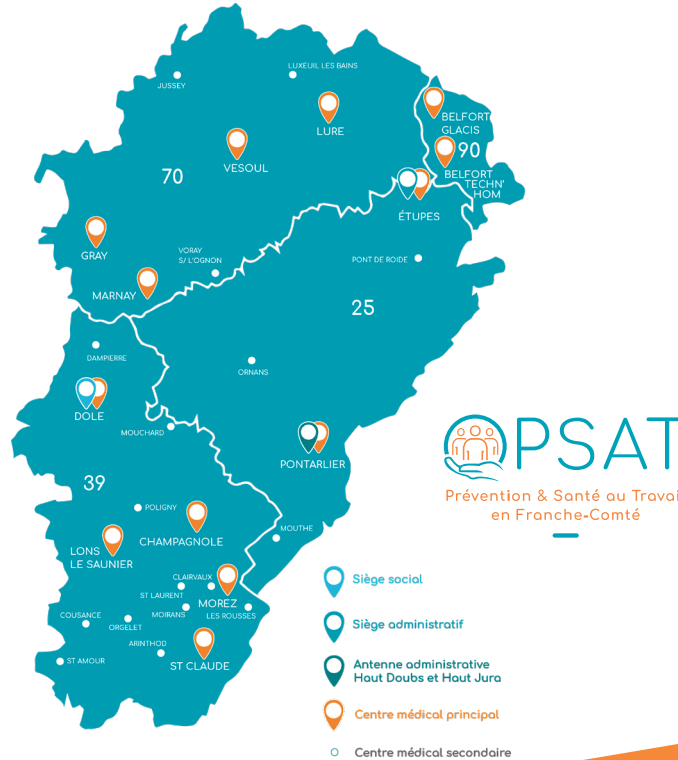 LUXEUIL LES BAINS
JUSSEY
LURE
BELFORT
GLACIS
90
VESOUL
70
BELFORT
TECHN'
HOM
ÉTUPES
GRAY
VORAY
S/ L'OGNON
PONT DE ROIDE
MARNAY
25
DAMPIERRE
ORNANS
DOLE
MOUCHARD
PONTARLIER
39
POLIGNY
CHAMPAGNOLE
MOUTHE
LONS
LE SAUNIER
CLAIRVAUX
ST LAURENT
MOREZ
MOIRANS
LES ROUSSES
COUSANCE
ORGELET
ARINTHOD
ST AMOUR
ST CLAUDE
OPSAT
Prévention & Santé au Travai
en Franche-Comté
Siège social
Siège administratif
Antenne administrative
Haut Doubs et Haut Jura
Centre médical principal
Centre médical secondaire